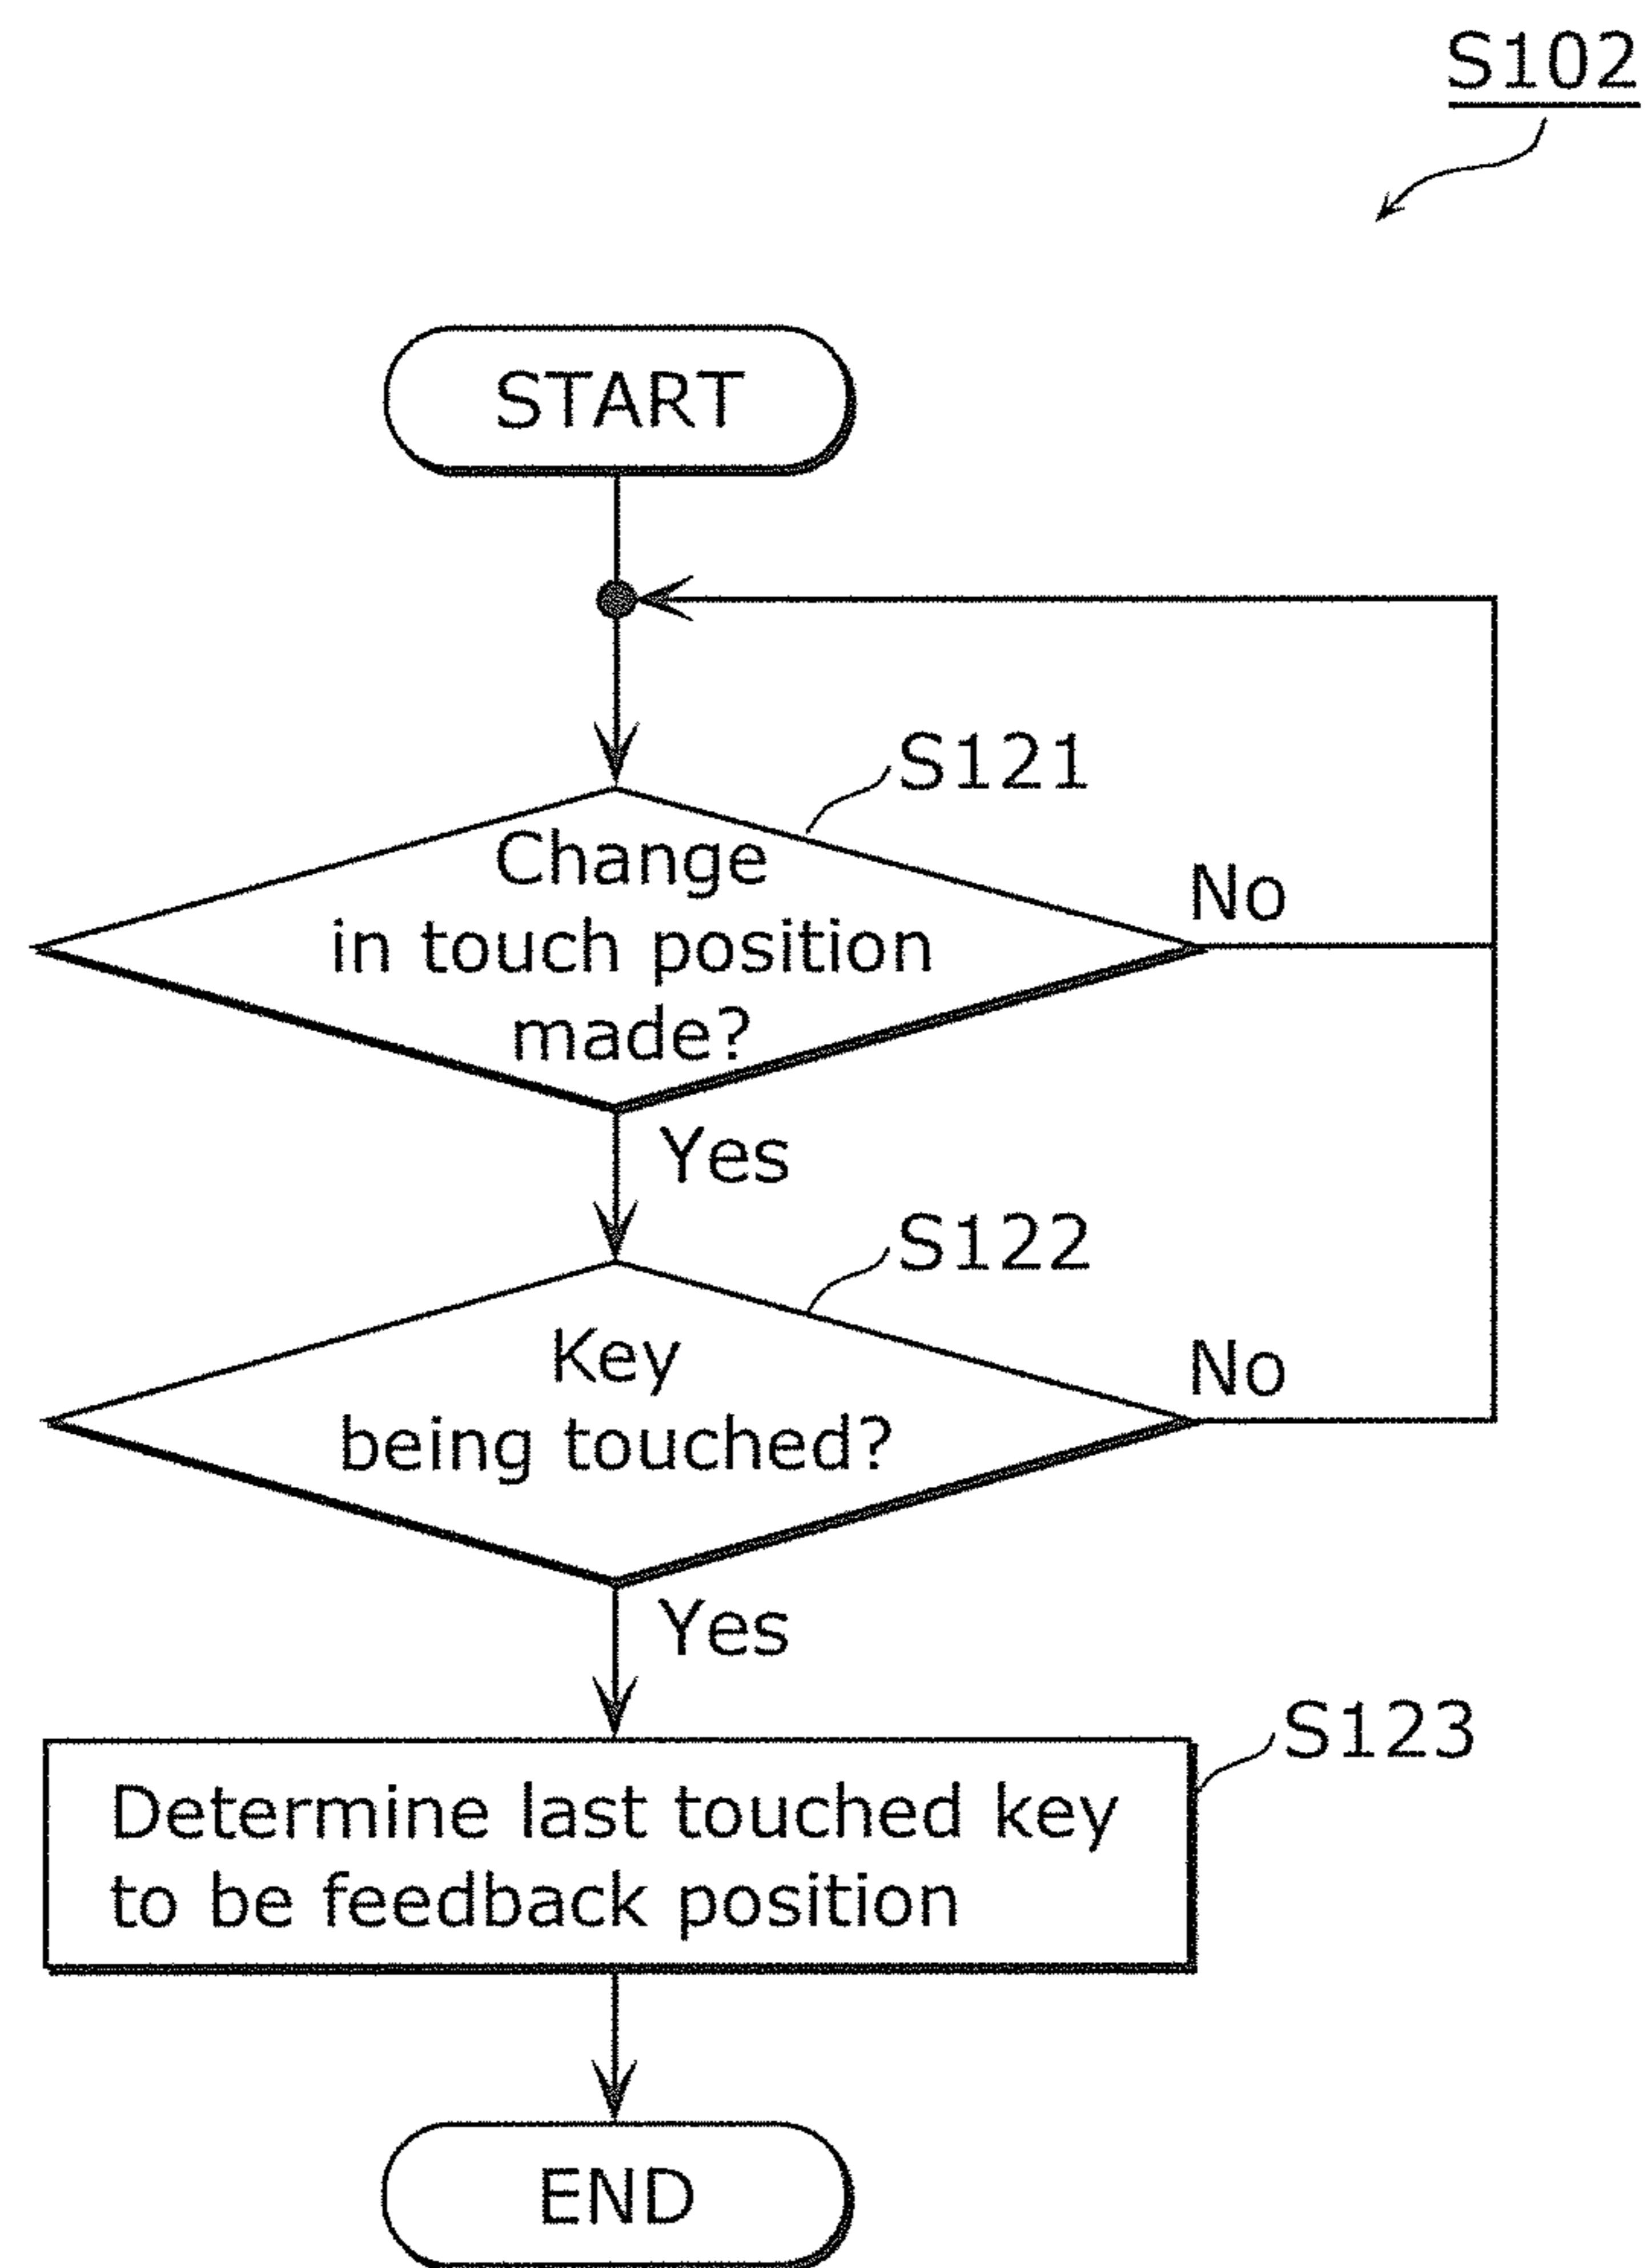 S102
START
S121
Change
in touch position
made?
No
Yes
S122
Key
being touched?
No
Yes
S123
Determine last touched key
to be feedback position
END